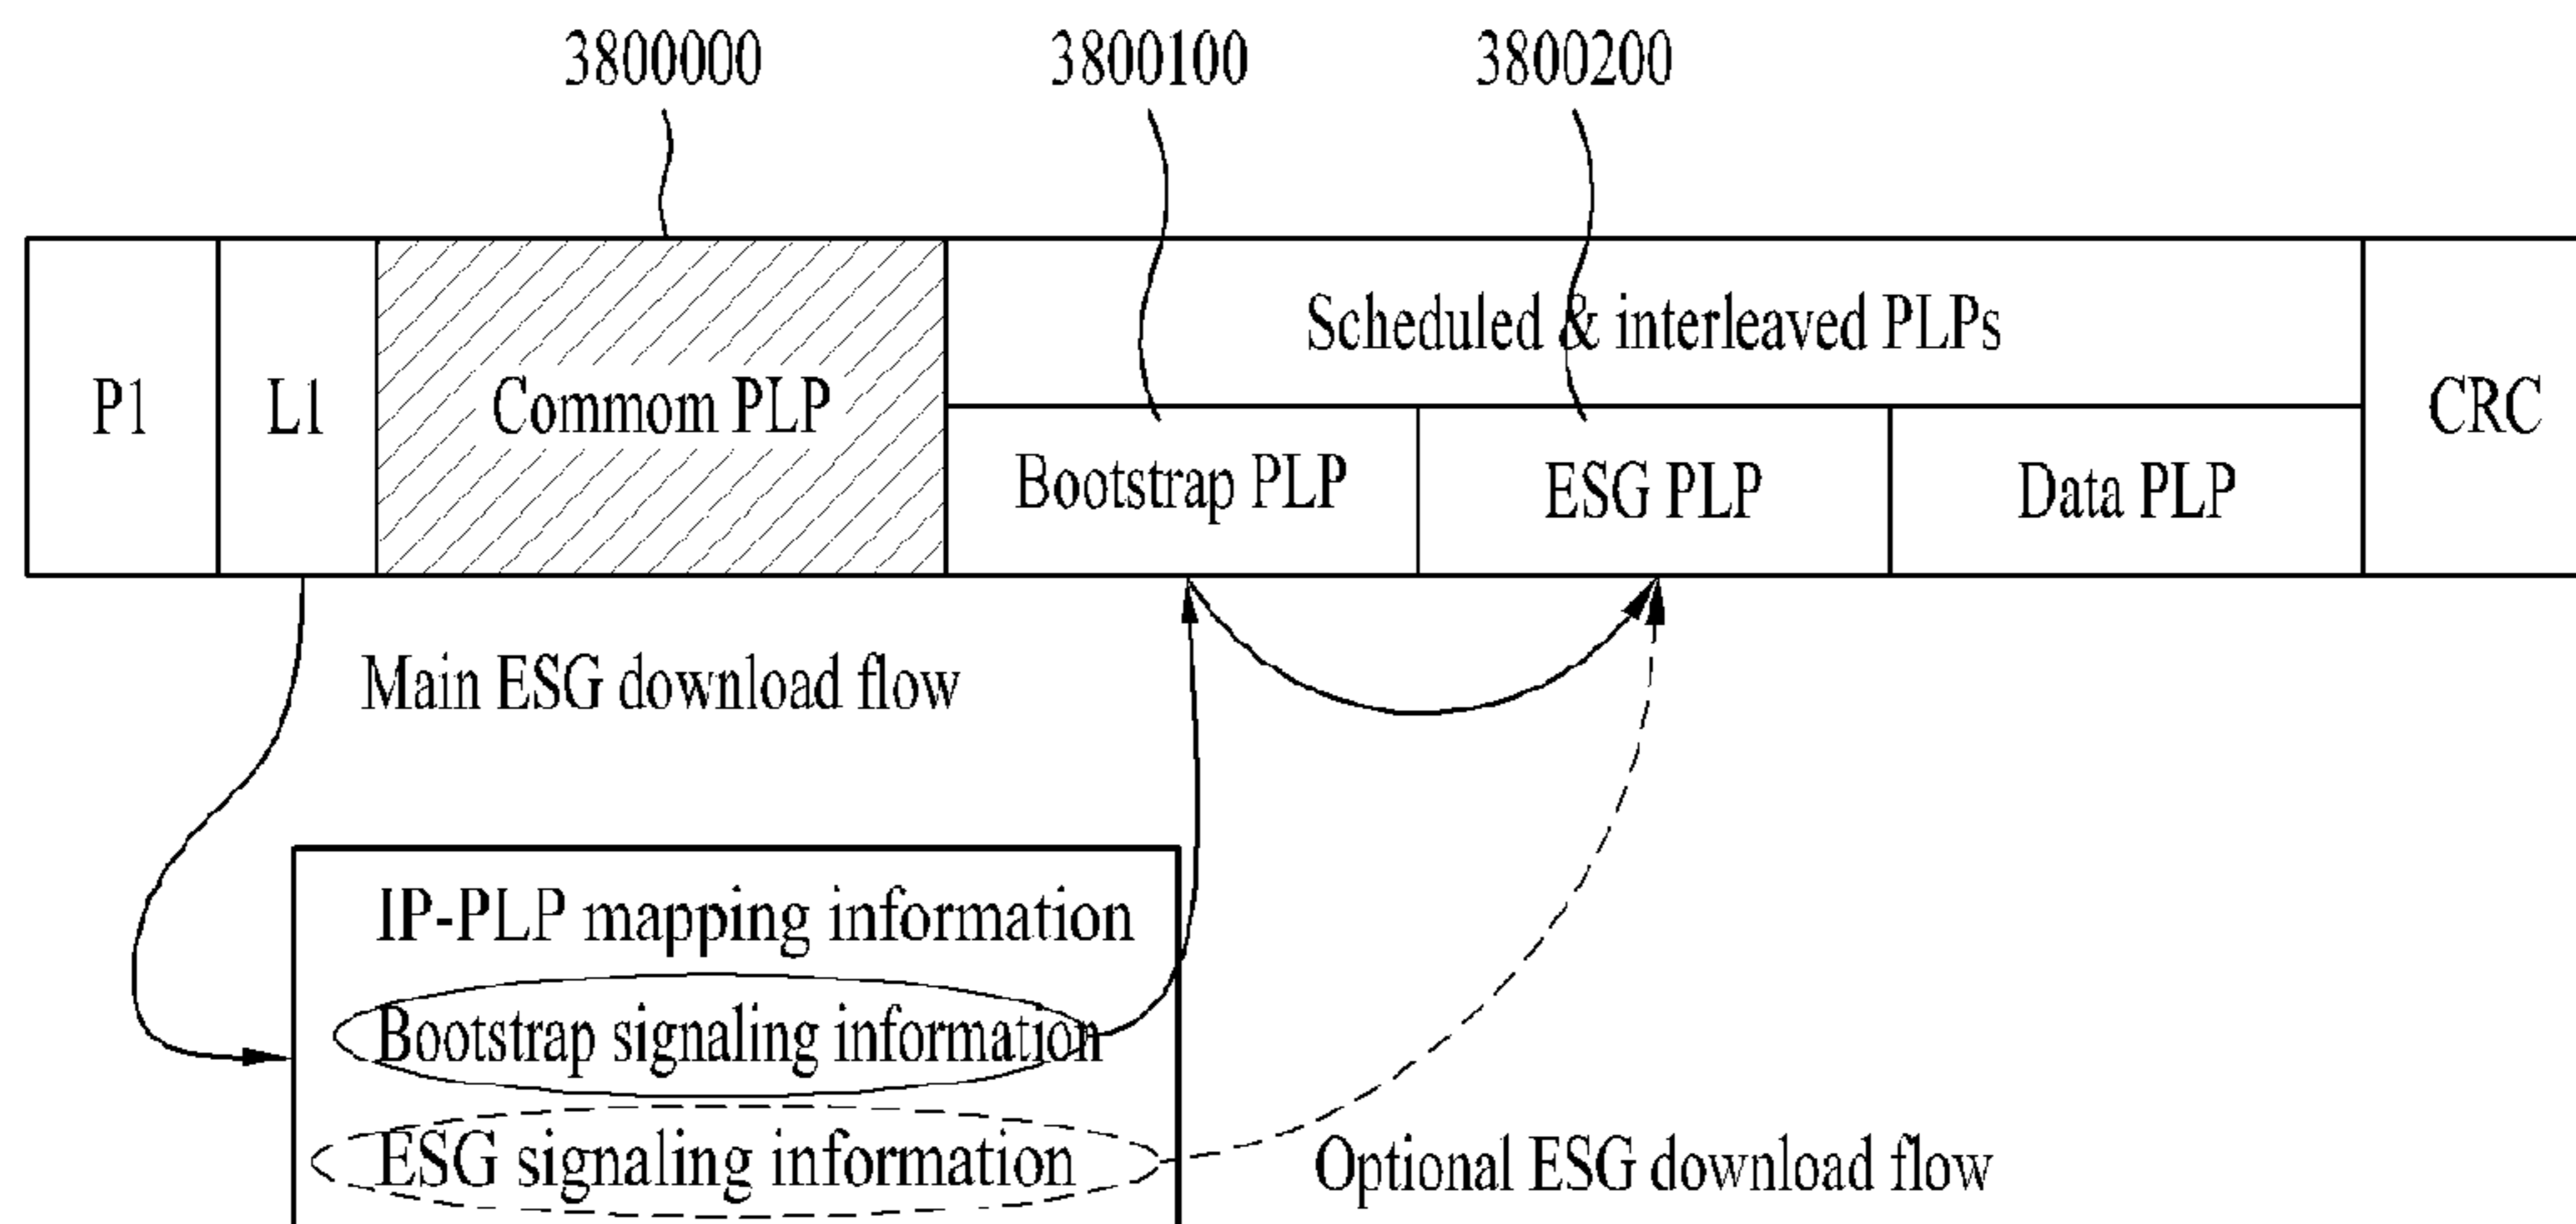 3800000
3800100
3800200
P1
L1
Commom PLP
Scheduled & interleaved PLPs
Bootstrap PLP
ESG PLP
Data PLP
CRC
Main ESG download flow
IP-PLP mapping information
Bootstrap signaling information
ESG signaling information
Optional ESG download flow